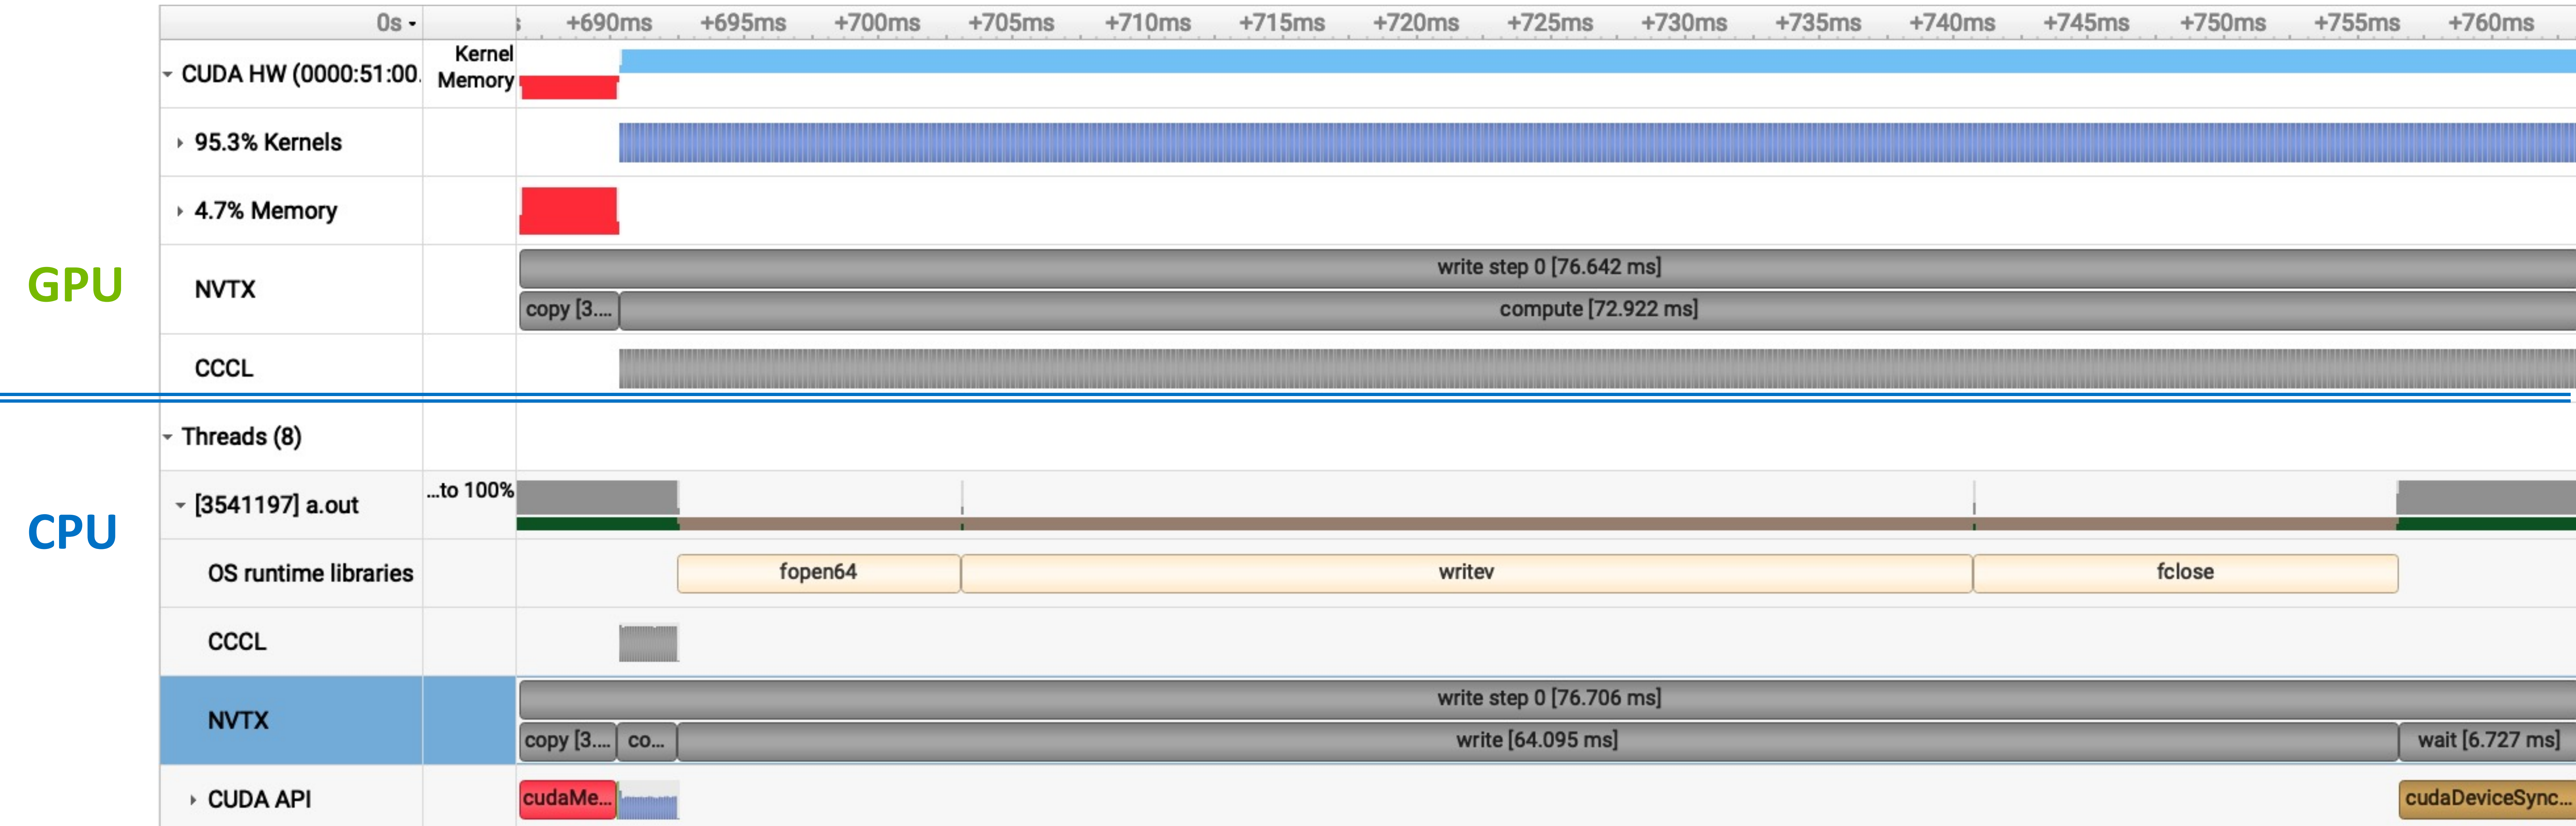 0s
s +690ms +695ms +700ms +705ms +710ms +715ms +720ms +725ms +730ms +735ms +740ms +745ms +750ms +755ms +760ms
CUDA HW (0000:51:00. Kernel
Memory
95.3% Kernels
4.7% Memory
GPU
NVTX
write step 0 [76.642 ms]
copy [3.... compute [72.922 ms]
CCCL
Threads (8)
[3541197] a.out ...to 100%
CPU
OS runtime libraries fopen64 writev fclose
CCCL
NVTX
write step 0 [76.706 ms]
copy [3.... co... write [64.095 ms] wait [6.727 ms]
CUDA API cudaMe... cudaDeviceSync...